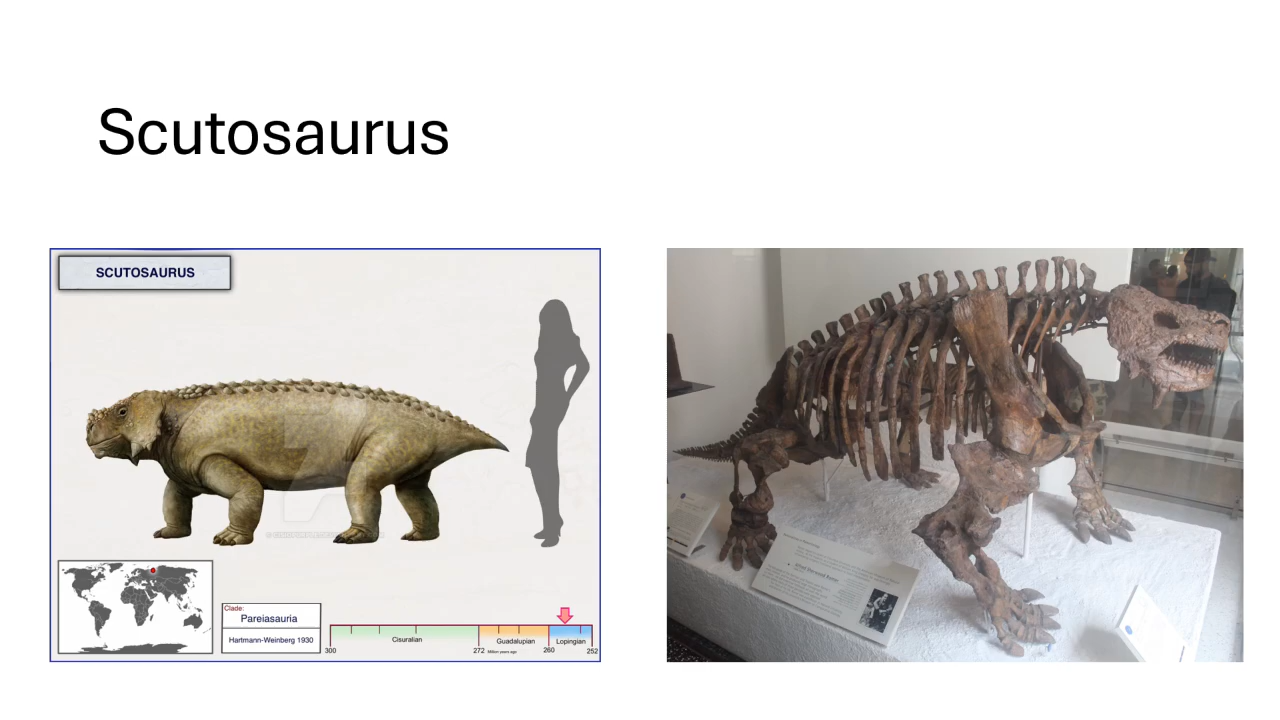 Scutosaurus
SCUTOSAURUS
Clade:
Pareiasauria
Hartmann-Weinberg 1930
Cisuralian
Guadalupian
Lopingian
300
272
Million years ago
260
252